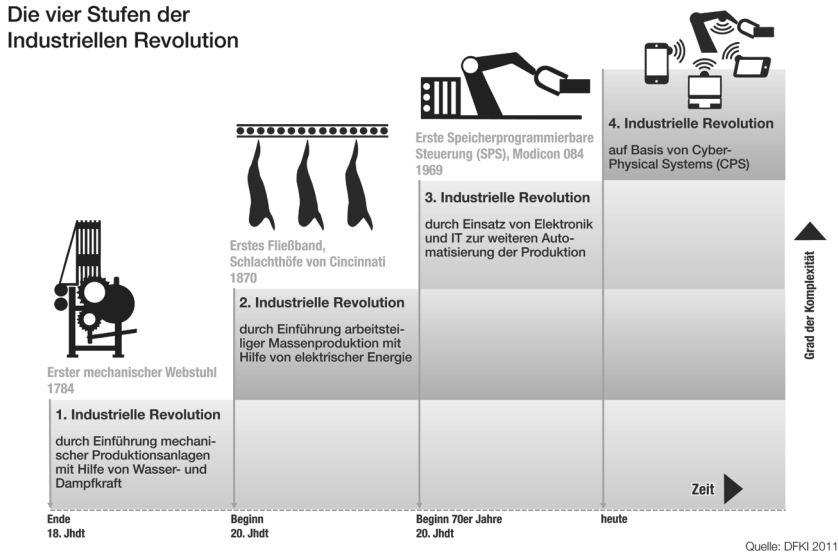 Die vier Stufen der
Industriellen Revolution
Erste Speicherprogrammierbare
Steuerung (SPS), Modicon 084
1969
4. Industrielle Revolution
auf Basis von Cyber-
Physical Systems (CPS)
3. Industrielle Revolution
durch Einsatz von Elektronik
und IT zur weiteren Auto-
matisierung der Produktion
Erstes Fließband,
Schlachthöfe von Cincinnati
1870
2. Industrielle Revolution
durch Einführung arbeitstei-
liger Massenproduktion mit
Hilfe von elektrischer Energie
Grad der Komplexität
Erster mechanischer Webstuhl
1784
1. Industrielle Revolution
durch Einführung mechani-
scher Produktionsanlagen
mit Hilfe von Wasser- und
Dampfkraft
Zeit
Ende
18. Jhdt
Beginn
20. Jhdt
Beginn 70er Jahre
20. Jhdt
heute
Quelle: DFKI 2011